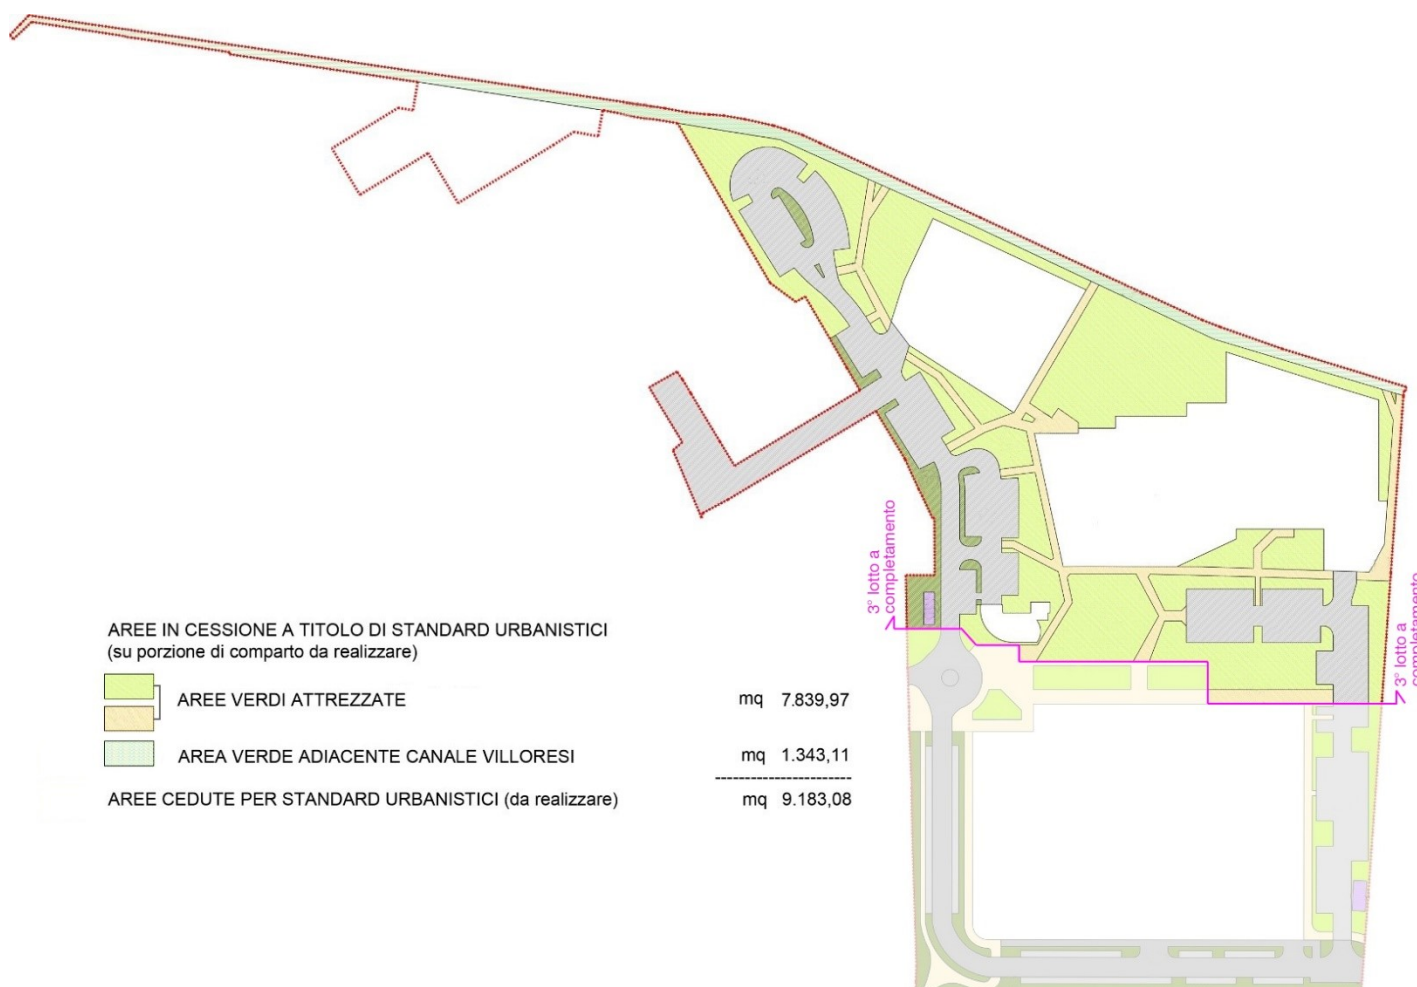 3° lotto a
completamento
3° lotto a
completamento
AREE IN CESSIONE A TITOLO DI STANDARD URBANISTICI
(su porzione di comparto da realizzare)
AREE VERDI ATTREZZATE mq 7.839,97
AREA VERDE ADIACENTE CANALE VILLORESI mq 1.343,11
-----------------------
AREE CEDUTE PER STANDARD URBANISTICI (da realizzare) mq 9.183,08